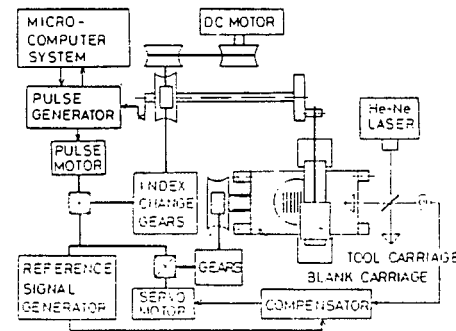 MICRO-
COMPUTER
SYSTEM
DC MOTOR
PULSE
GENERATOR
He-Ne
LASER
PULSE
MOTOR
INDEX
CHANGE
GEARS
TOOL CARRIAGE
BLANK CARRIAGE
REFERENCE
SIGNAL
GENERATOR
GEARS
SERVO
MOTOR
COMPENSATOR